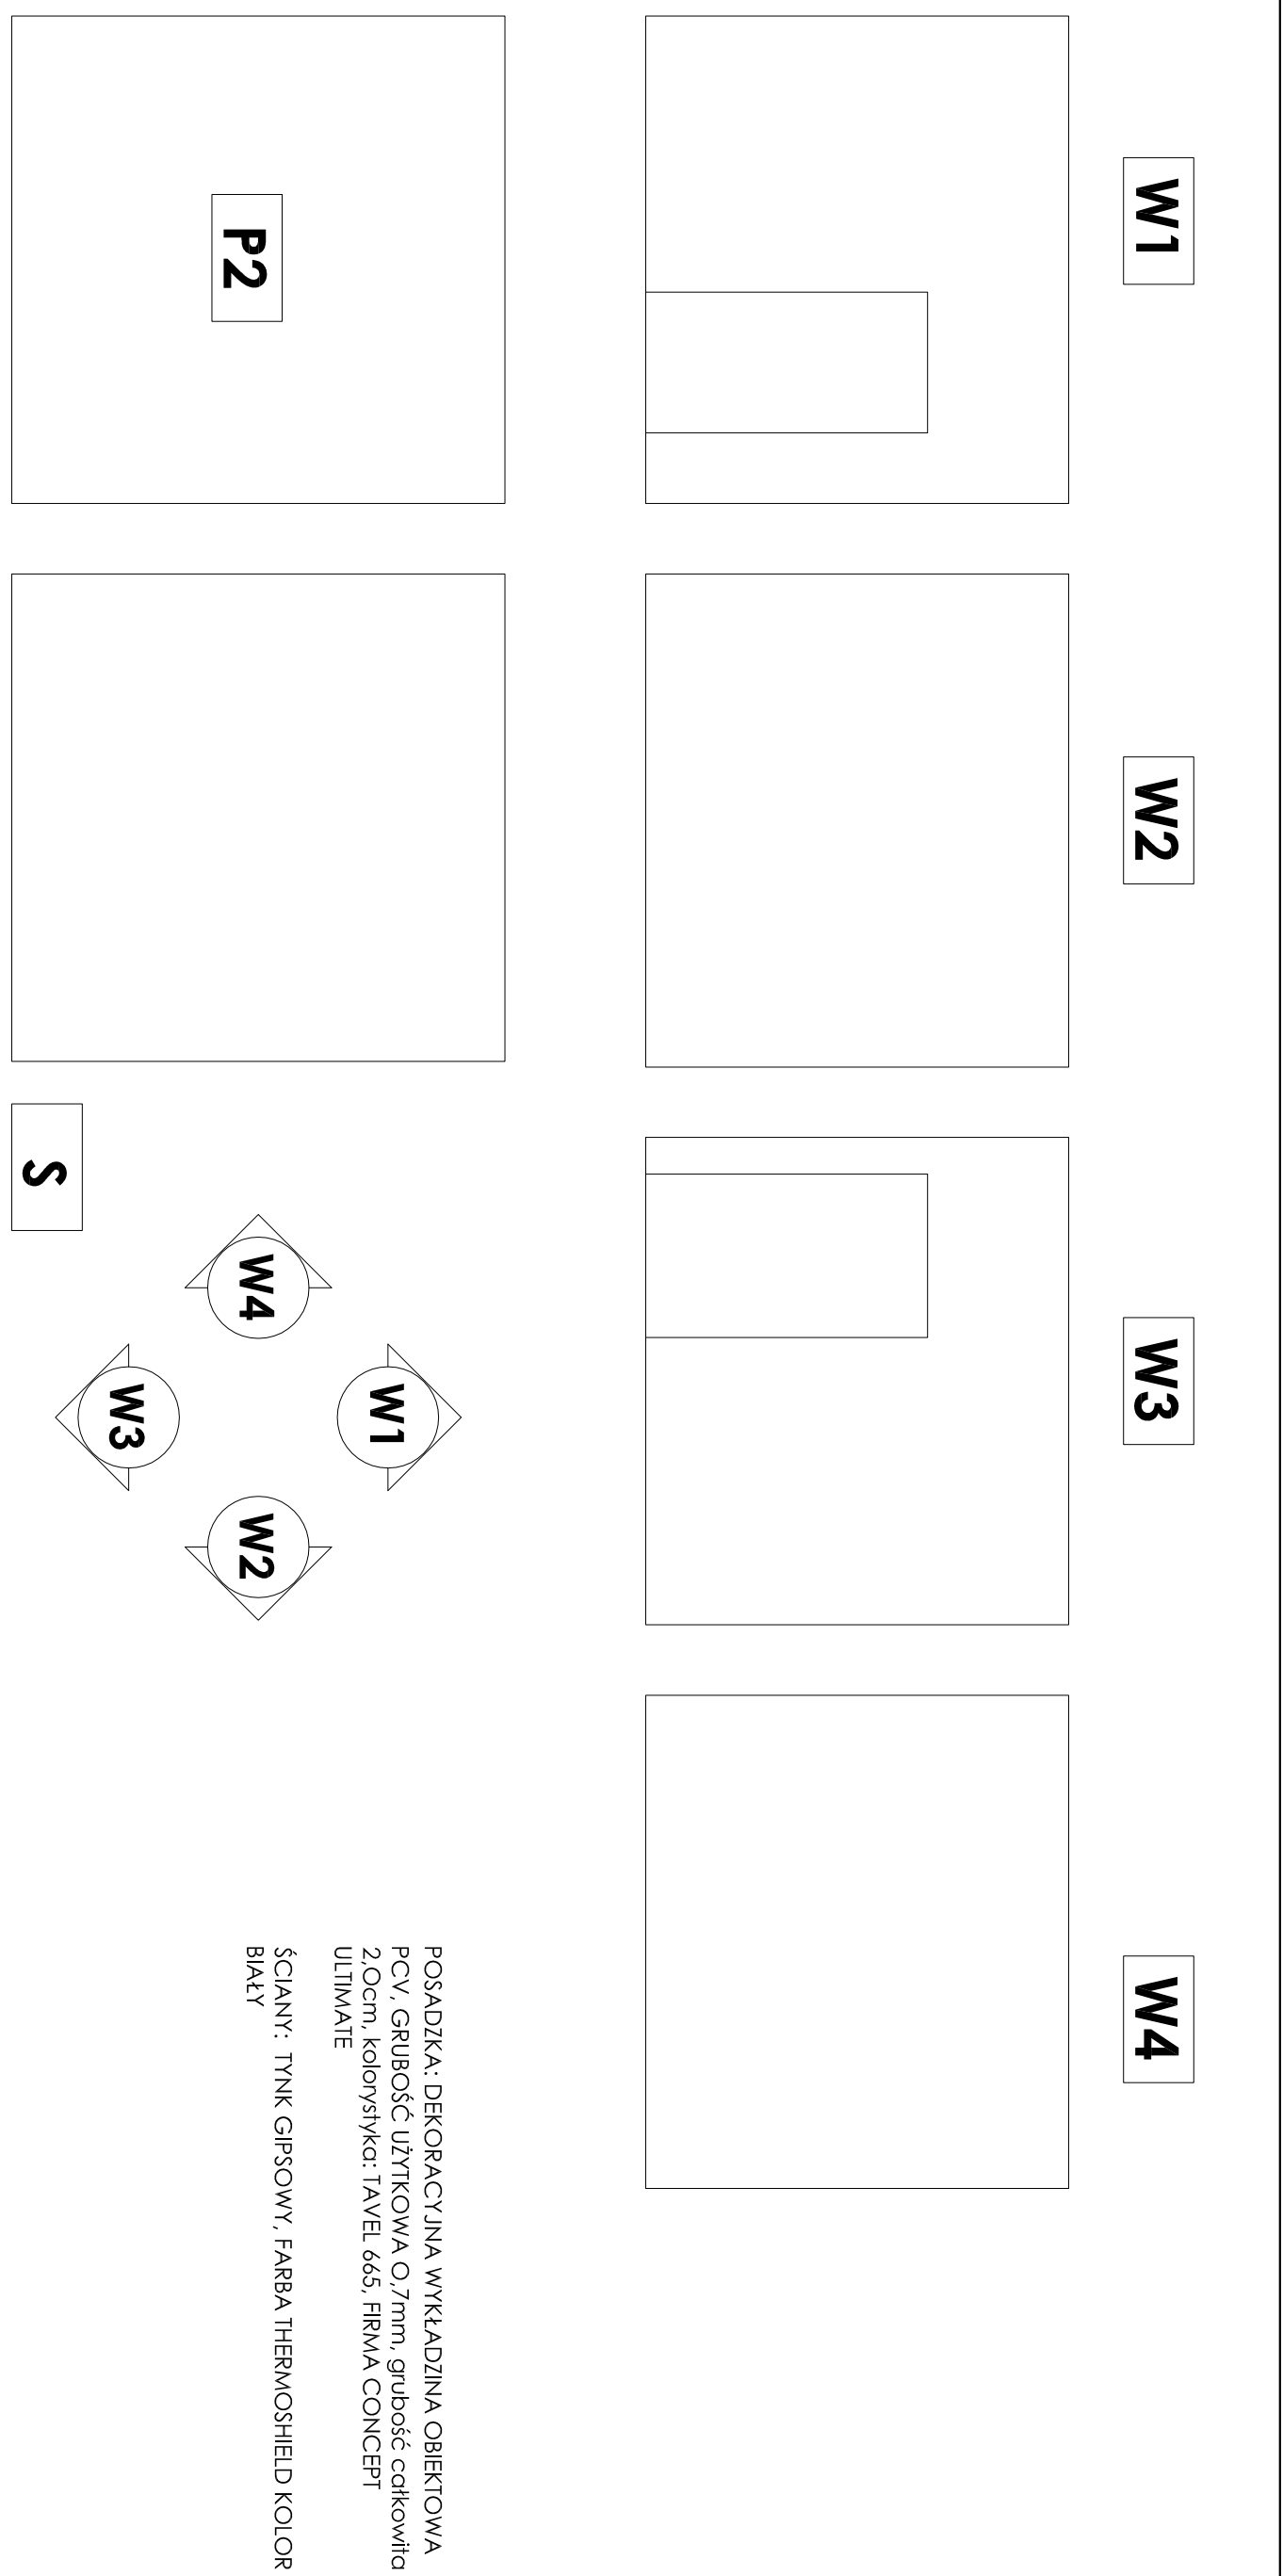 W1
W2
W3
W4
P2
S
W4
W1
W3
W2
POSADZKA: DEKORACYJNA WYKŁADZINA OBIEKTOWA
PCV, GRUBOŚĆ UŻYTKOWA 0,7mm, grubość całkowita
2,0cm, kolorystyka: TAVEL 665, FIRMA CONCEPT
ULTIMATE
ŚCIANY: TYNK GIPSOWY, FARBA THERMOSHIELD KOLOR
BIAŁY